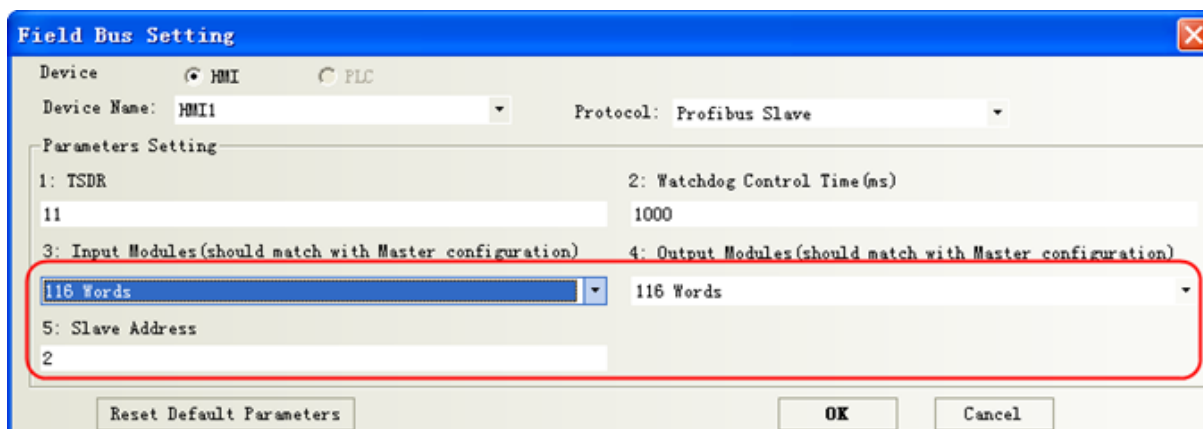 Field Bus Setting
Device HMI PLC
Device Name: HMI1 Protocol: Profibus Slave
Parameters Setting
1: TSDR 2: Watchdog Control Time(ms)
11 1000
3: Input Modules(should match with Master configuration) 4: Output Modules(should match with Master configuration)
116 Words 116 Words
5: Slave Address
2
Reset Default Parameters OK Cancel